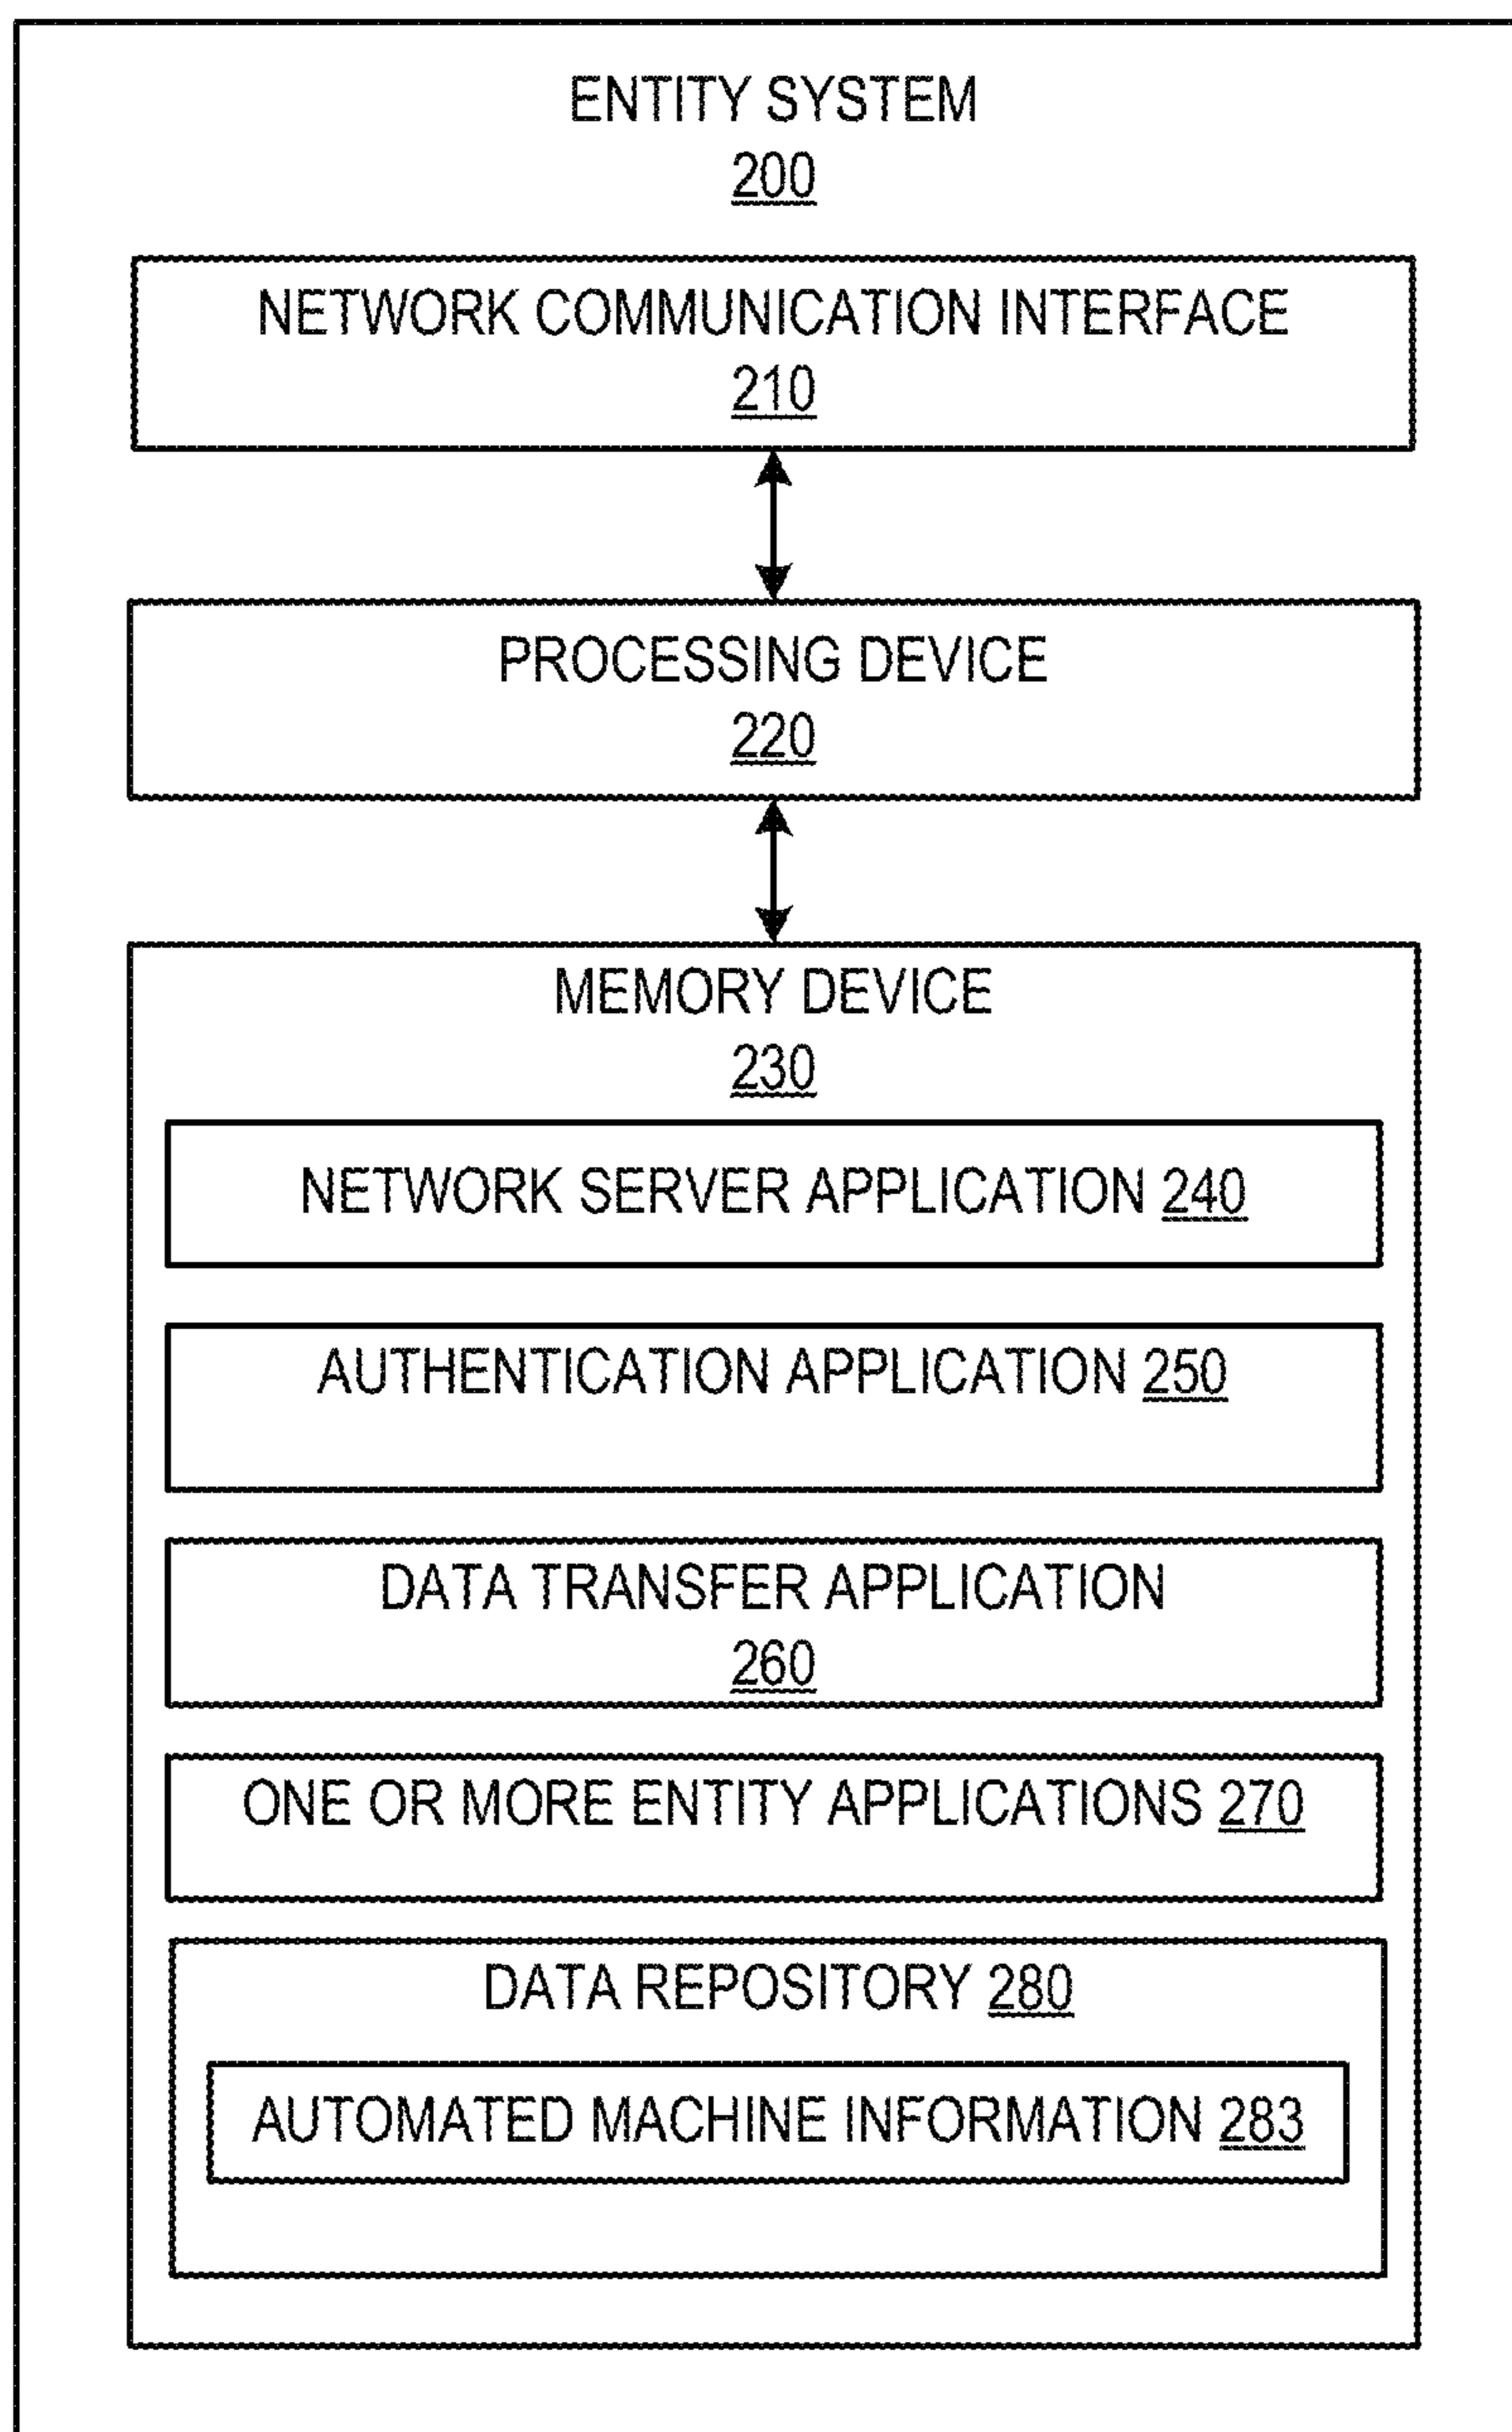 ENTITY SYSTEM
200
NETWORK COMMUNICATION INTERFACE
210
PROCESSING DEVICE
220
MEMORY DEVICE
230
NETWORK SERVER APPLICATION 240
AUTHENTICATION APPLICATION 250
DATA TRANSFER APPLICATION
260
ONE OR MORE ENTITY APPLICATIONS 270
DATA REPOSITORY 280
AUTOMATED MACHINE INFORMATION 283